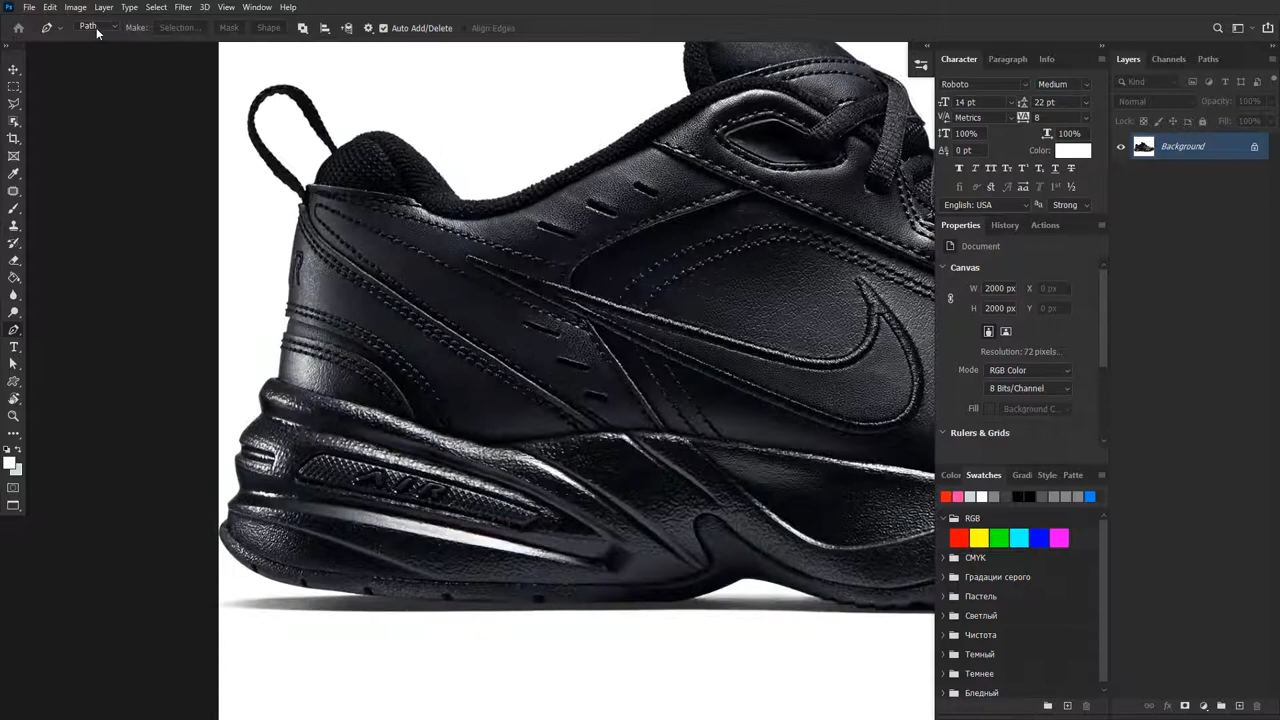 Ps File Edit Image Layer Type Select Filter 3D View Window Help
Path Make: Selection... Mask Shape Auto Add/Delete Align Edges
Character Paragraph Info
Roboto Medium
14 pt 22 pt
Metrics 8
100% 100%
0 pt Color:
English: USA Strong
Properties History Actions
Document
Canvas
W 2000 px X 0 px
H 2000 px Y 0 px
Resolution: 72 pixels...
Mode RGB Color
8 Bits/Channel
Fill Background C...
Rulers & Grids
Color Swatches Gradi Style Patte
RGB
CMYK
Градации серого
Пастель
Светлый
Чистота
Темный
Темнее
Бледный
Layers Channels Paths
Kind
Normal Opacity: 100%
Lock: Fill: 100%
Background
AIR